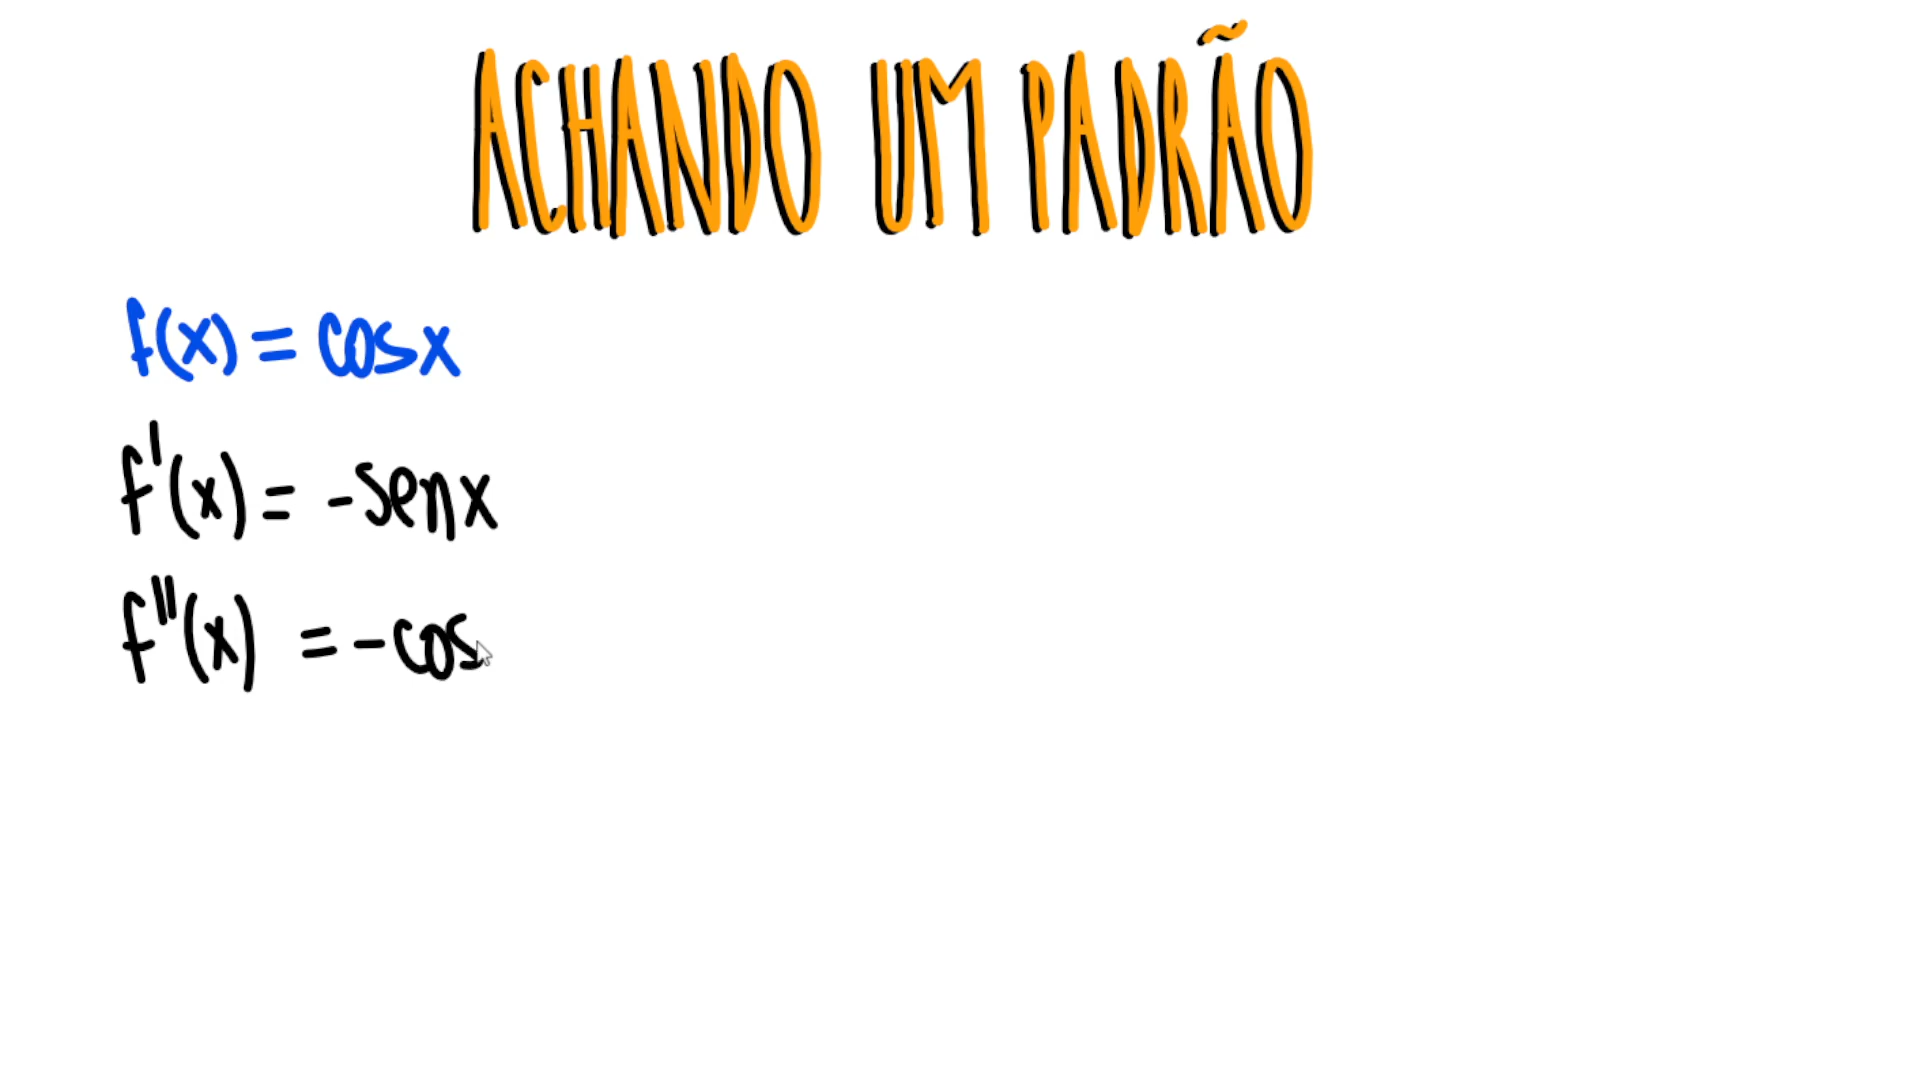 ACHANDO UM PADRÃO
f(x) = cosx
f'(x) = -senx
f''(x) = -cos